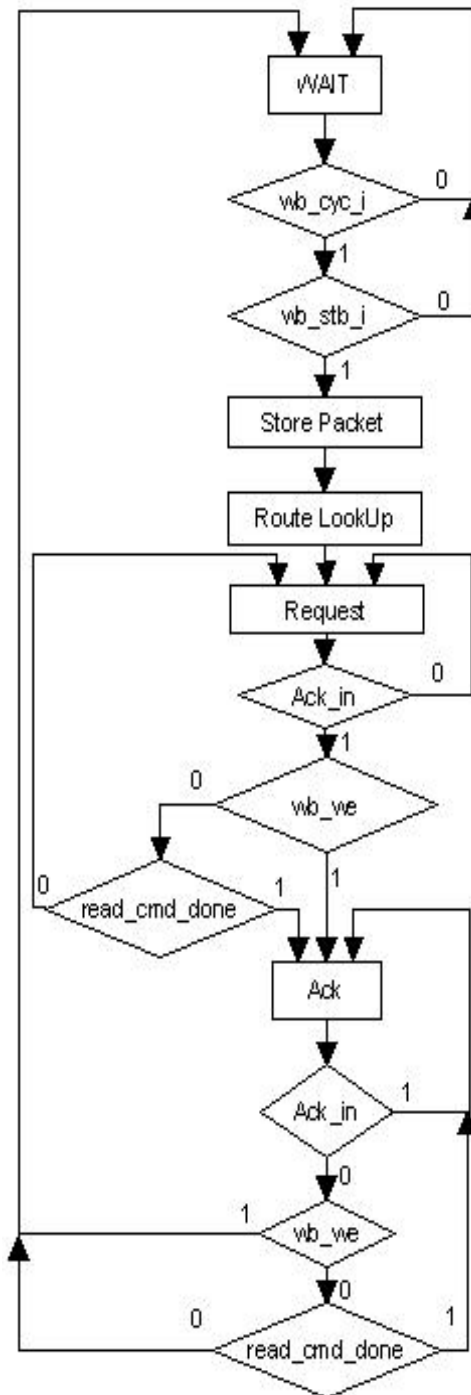 WAIT
wb_cyc_i
0
1
wb_stb_i
0
1
Store Packet
Route LookUp
Request
Ack_in
0
1
0
wb_we
1
0
read_cmd_done
1
Ack
Ack_in
1
0
1
wb_we
0
0
read_cmd_done
1